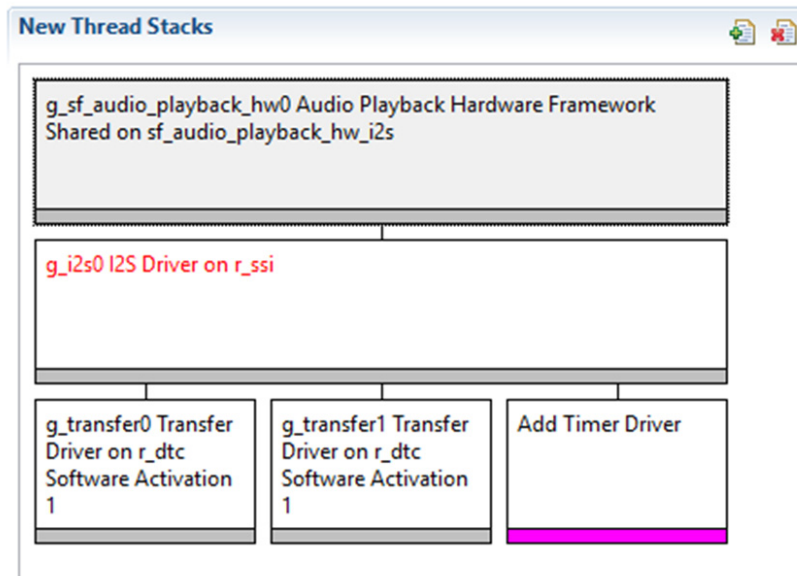 New Thread Stacks
g_sf_audio_playback_hw0 Audio Playback Hardware Framework
Shared on sf_audio_playback_hw_i2s
g_i2s0 I2S Driver on r_ssi
g_transfer0 Transfer
Driver on r_dtc
Software Activation
1
g_transfer1 Transfer
Driver on r_dtc
Software Activation
1
Add Timer Driver